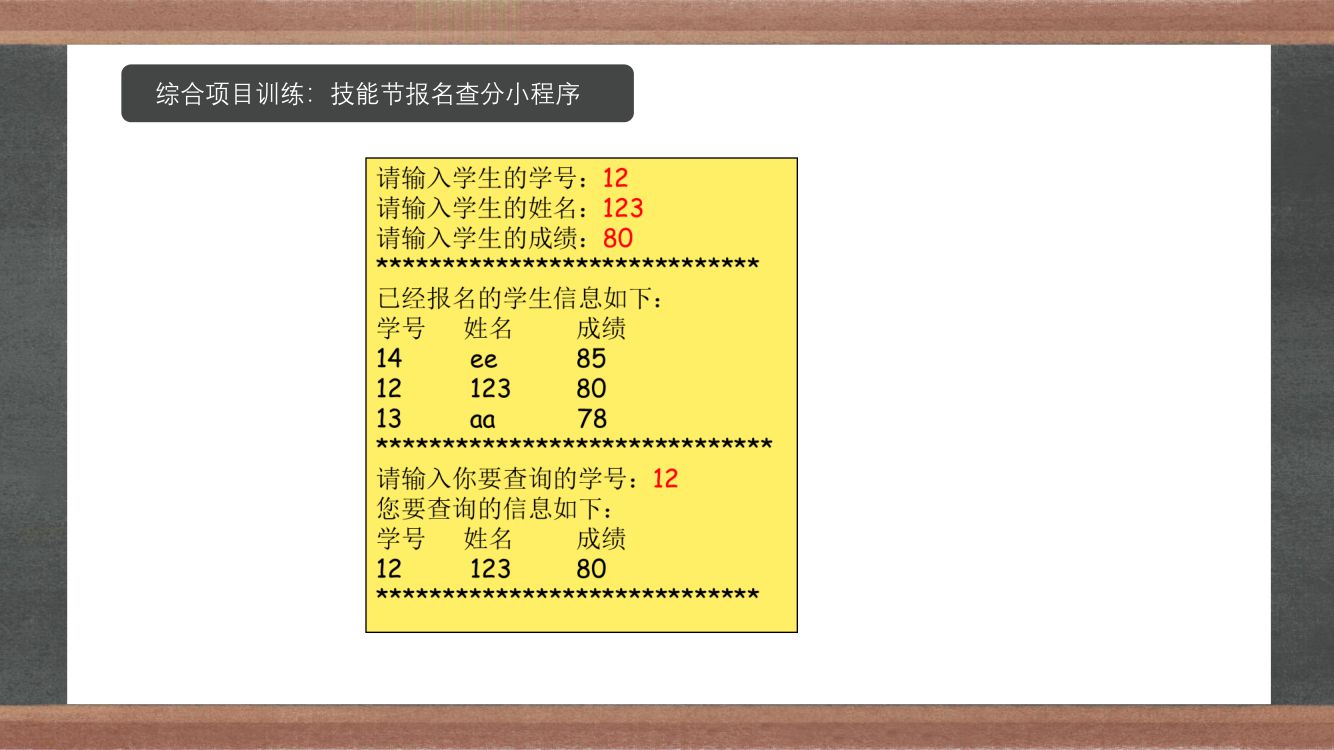 综合项目训练：技能节报名查分小程序
请输入学生的学号：12
请输入学生的姓名：123
请输入学生的成绩：80
*****************************
已经报名的学生信息如下：
学号 姓名 成绩
14 ee 85
12 123 80
13 aa 78
******************************
请输入你要查询的学号：12
您要查询的信息如下：
学号 姓名 成绩
12 123 80
*****************************